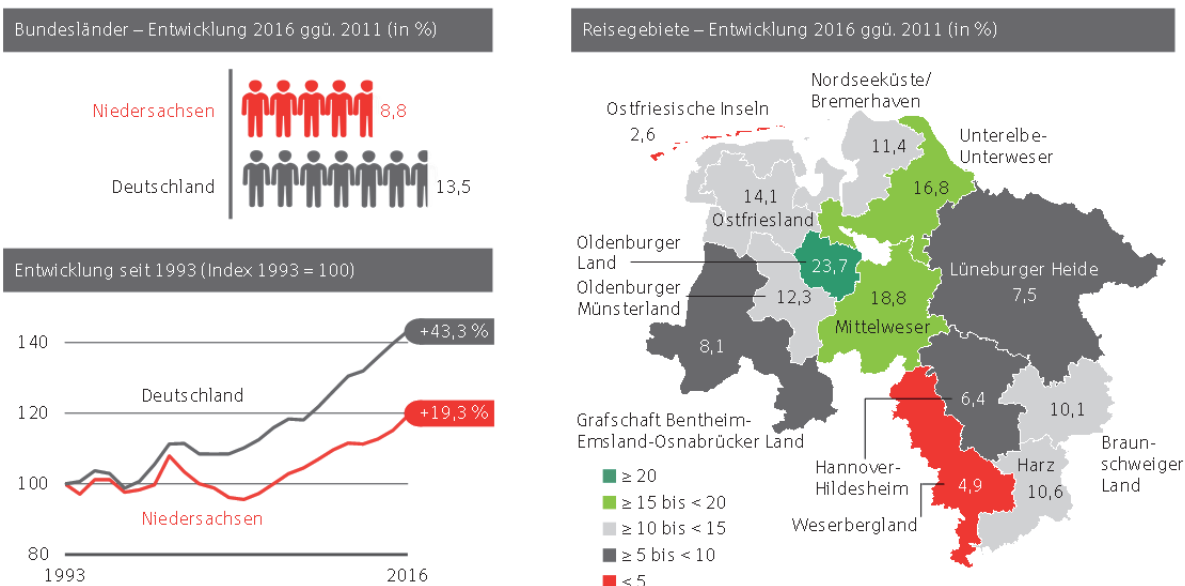 Bundesländer – Entwicklung 2016 ggü. 2011 (in %)
Niedersachsen
8,8
Deutschland
13,5
Entwicklung seit 1993 (Index 1993 = 100)
140
120
100
80
+43,3 %
Deutschland
+19,3 %
Niedersachsen
1993
2016
Reisegebiete – Entwicklung 2016 ggü. 2011 (in %)
Nordseeküste/
Bremerhaven
11,4
Ostfriesische Inseln
2,6
Unterelbe-
Unterweser
16,8
14,1
Ostfriesland
Oldenburger
Land
23,7
Oldenburger
Münsterland
12,3
18,8
Mittelweser
Lüneburger Heide
7,5
8,1
Grafschaft Bentheim-
Emsland-Osnabrücker Land
6,4
10,1
Hannover-
Hildesheim
Braun-
schweiger
Land
Harz
10,6
4,9
Weserbergland
≥ 20
≥ 15 bis < 20
≥ 10 bis < 15
≥ 5 bis < 10
< 5